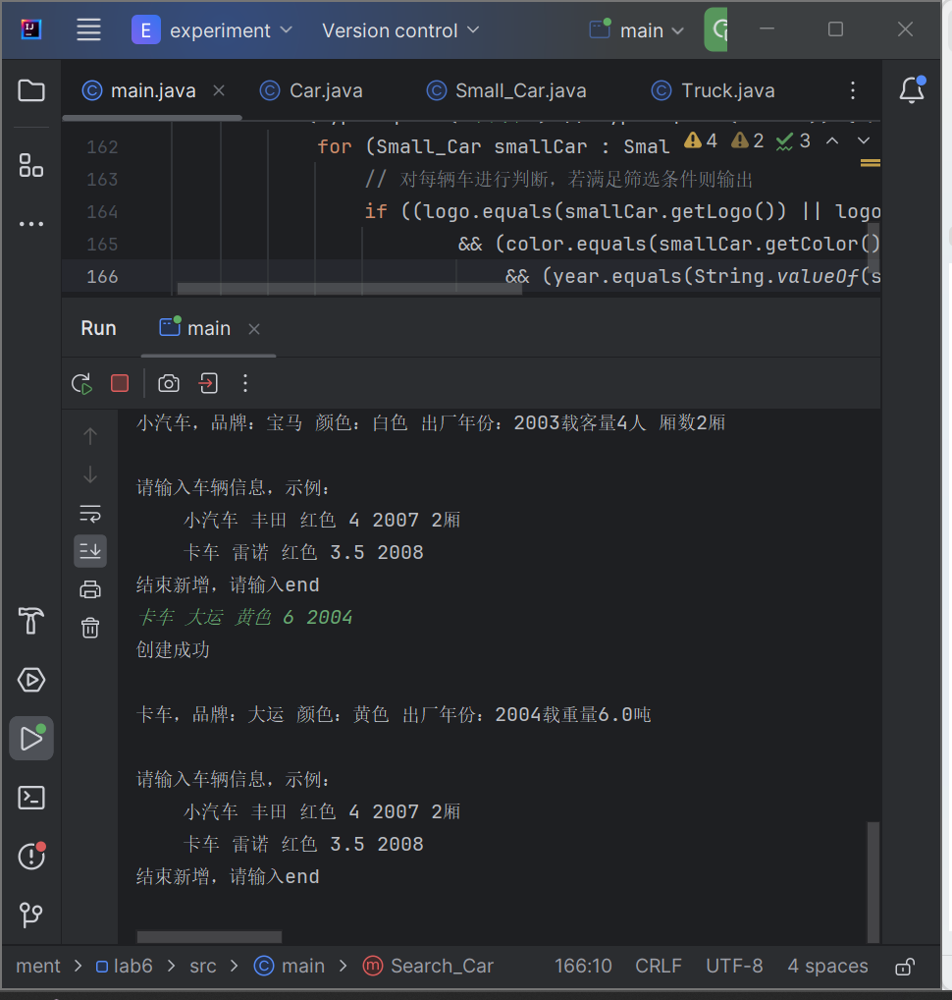 E experiment Version control main
main.java Car.java Small_Car.java Truck.java
162 for (Small_Car smallCar : Smal 4 2 3
163 // 对每辆车进行判断，若满足筛选条件则输出
164 if ((logo.equals(smallCar.getLogo()) || logo
165 && (color.equals(smallCar.getColor()
166 && (year.equals(String.valueOf(s
Run main
小汽车，品牌：宝马 颜色：白色 出厂年份：2003载客量4人 厢数2厢
请输入车辆信息，示例：
小汽车 丰田 红色 4 2007 2厢
卡车 雷诺 红色 3.5 2008
结束新增，请输入end
卡车 大运 黄色 6 2004
创建成功
卡车，品牌：大运 颜色：黄色 出厂年份：2004载重量6.0吨
请输入车辆信息，示例：
小汽车 丰田 红色 4 2007 2厢
卡车 雷诺 红色 3.5 2008
结束新增，请输入end
ment > lab6 > src > main > Search_Car 166:10 CRLF UTF-8 4 spaces